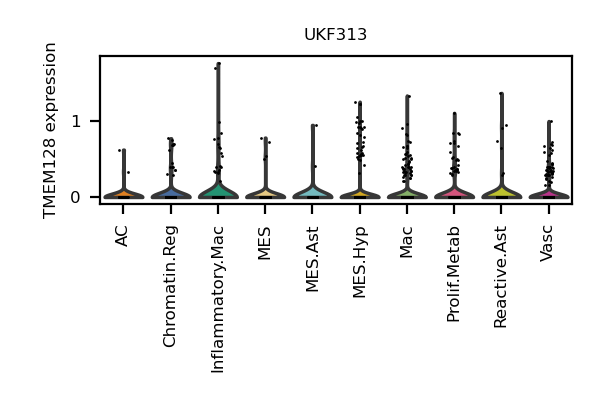 UKF313
TMEM128 expression
1
0
AC
Chromatin.Reg
Inflammatory.Mac
MES
MES.Ast
MES.Hyp
Mac
Prolif.Metab
Reactive.Ast
Vasc